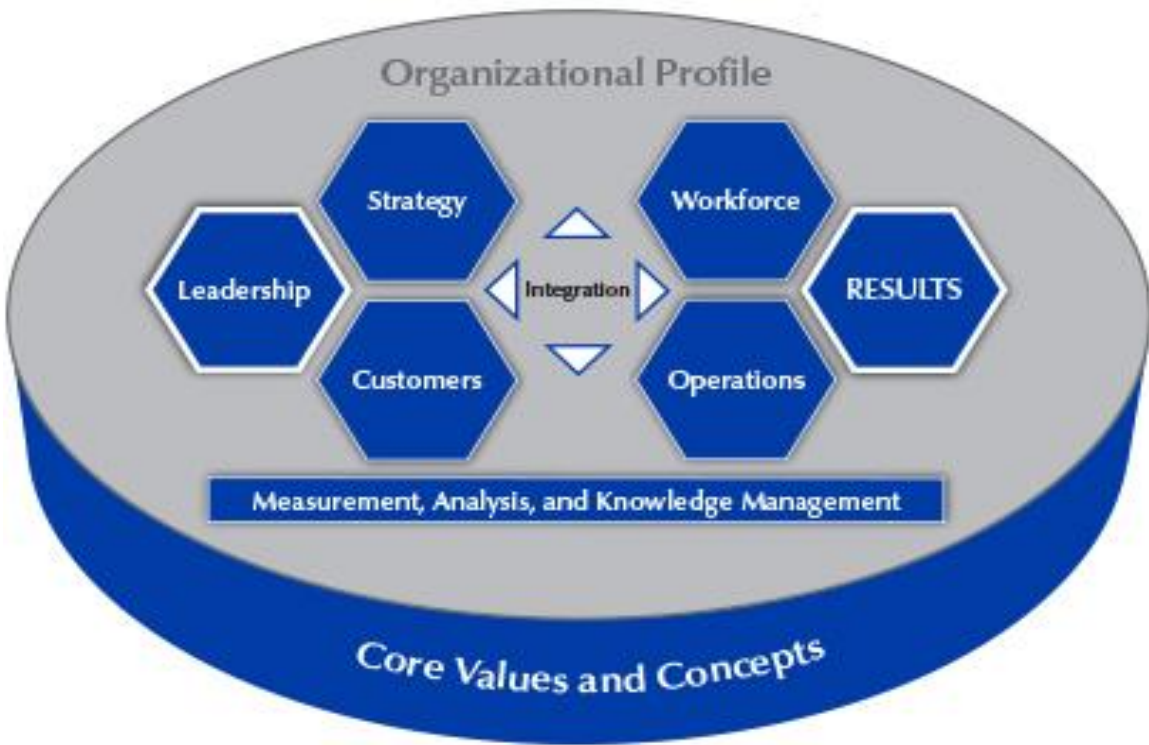 Organizational Profile
Strategy
Workforce
Leadership
Integration
RESULTS
Customers
Operations
Measurement, Analysis, and Knowledge Management
Core Values and Concepts